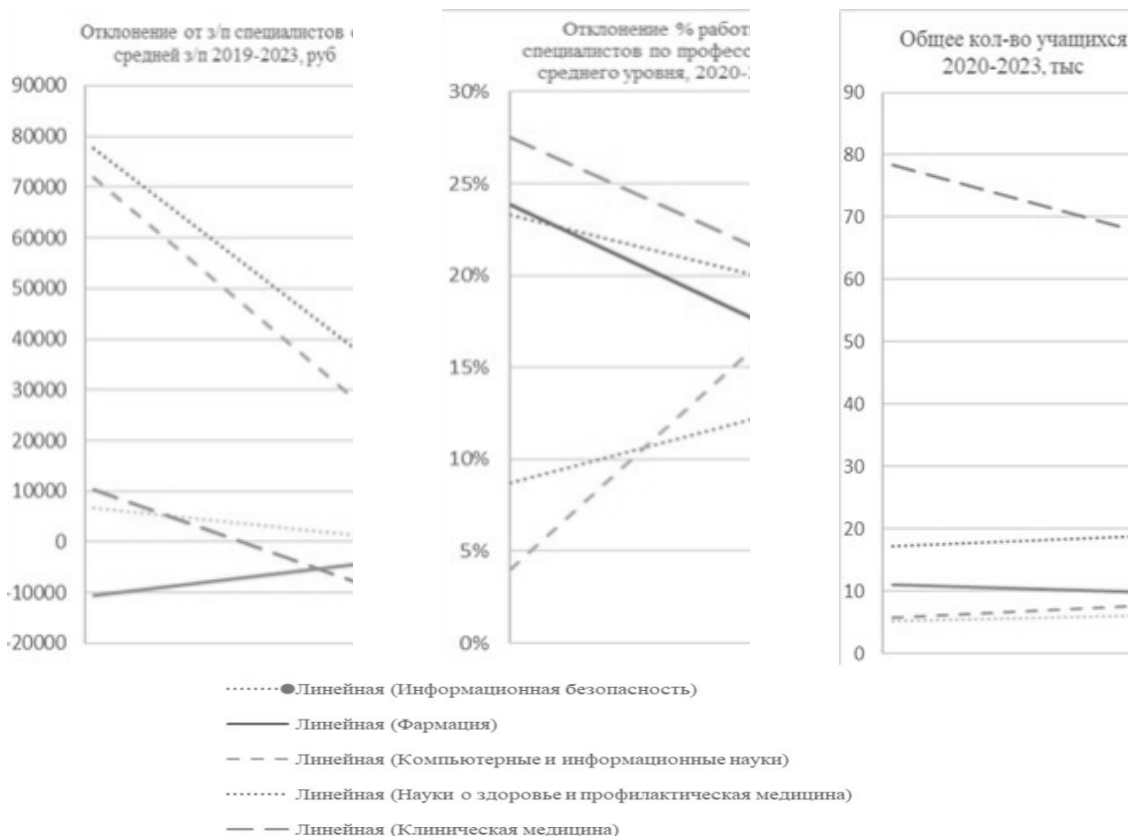 Отклонение от з/п специалистов
средней з/п 2019-2023, руб
90000
80000
70000
60000
50000
40000
30000
20000
10000
0
-10000
-20000
Отклонение % работ
специалистов по професс
среднего уровня, 2020-
30%
25%
20%
15%
10%
5%
0%
Общее кол-во учащихся
2020-2023, тыс
90
80
70
60
50
40
30
20
10
0
Линейная (Информационная безопасность)
Линейная (Фармация)
Линейная (Компьютерные и информационные науки)
Линейная (Науки о здоровье и профилактическая медицина)
Линейная (Клиническая медицина)